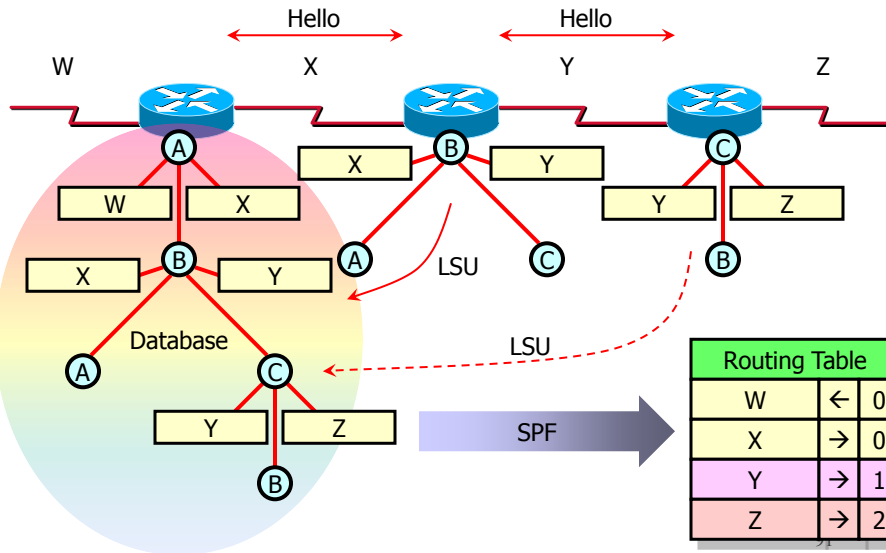 Hello Hello
W X Y Z
A B C
X Y
W X Y Z
B A C B
X Y LSU
Database LSU
A C
Y Z SPF
B
Routing Table
W ← 0
X → 0
Y → 1
Z → 2